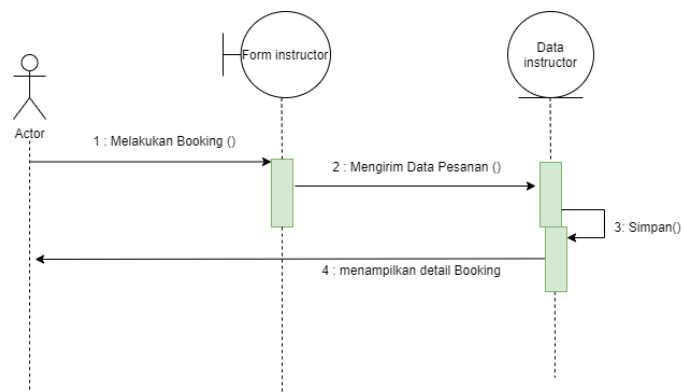 Form instructor
Data
instructor
Actor
1 : Melakukan Booking ()
2 : Mengirim Data Pesanan ()
3: Simpan()
4 : menampilkan detail Booking